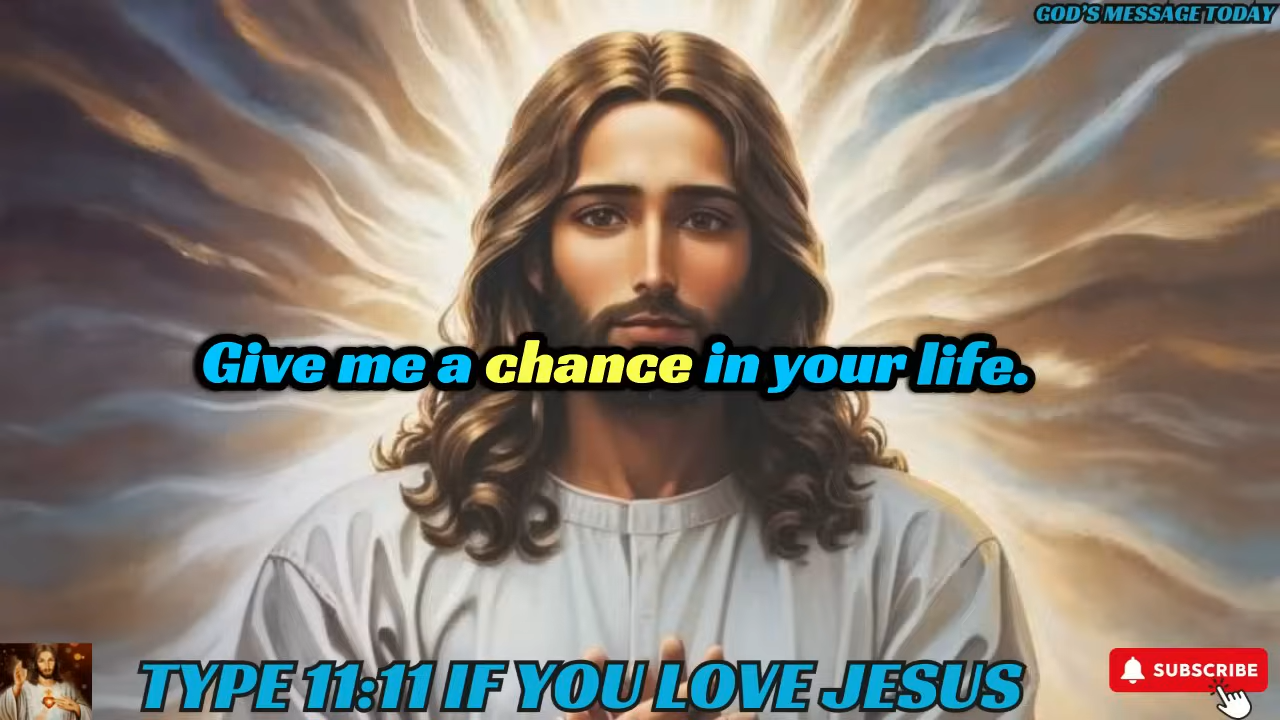 GOD'S MESSAGE TODAY
Give me a chance in your life.
TYPE 11:11 IF YOU LOVE JESUS
SUBSCRIBE